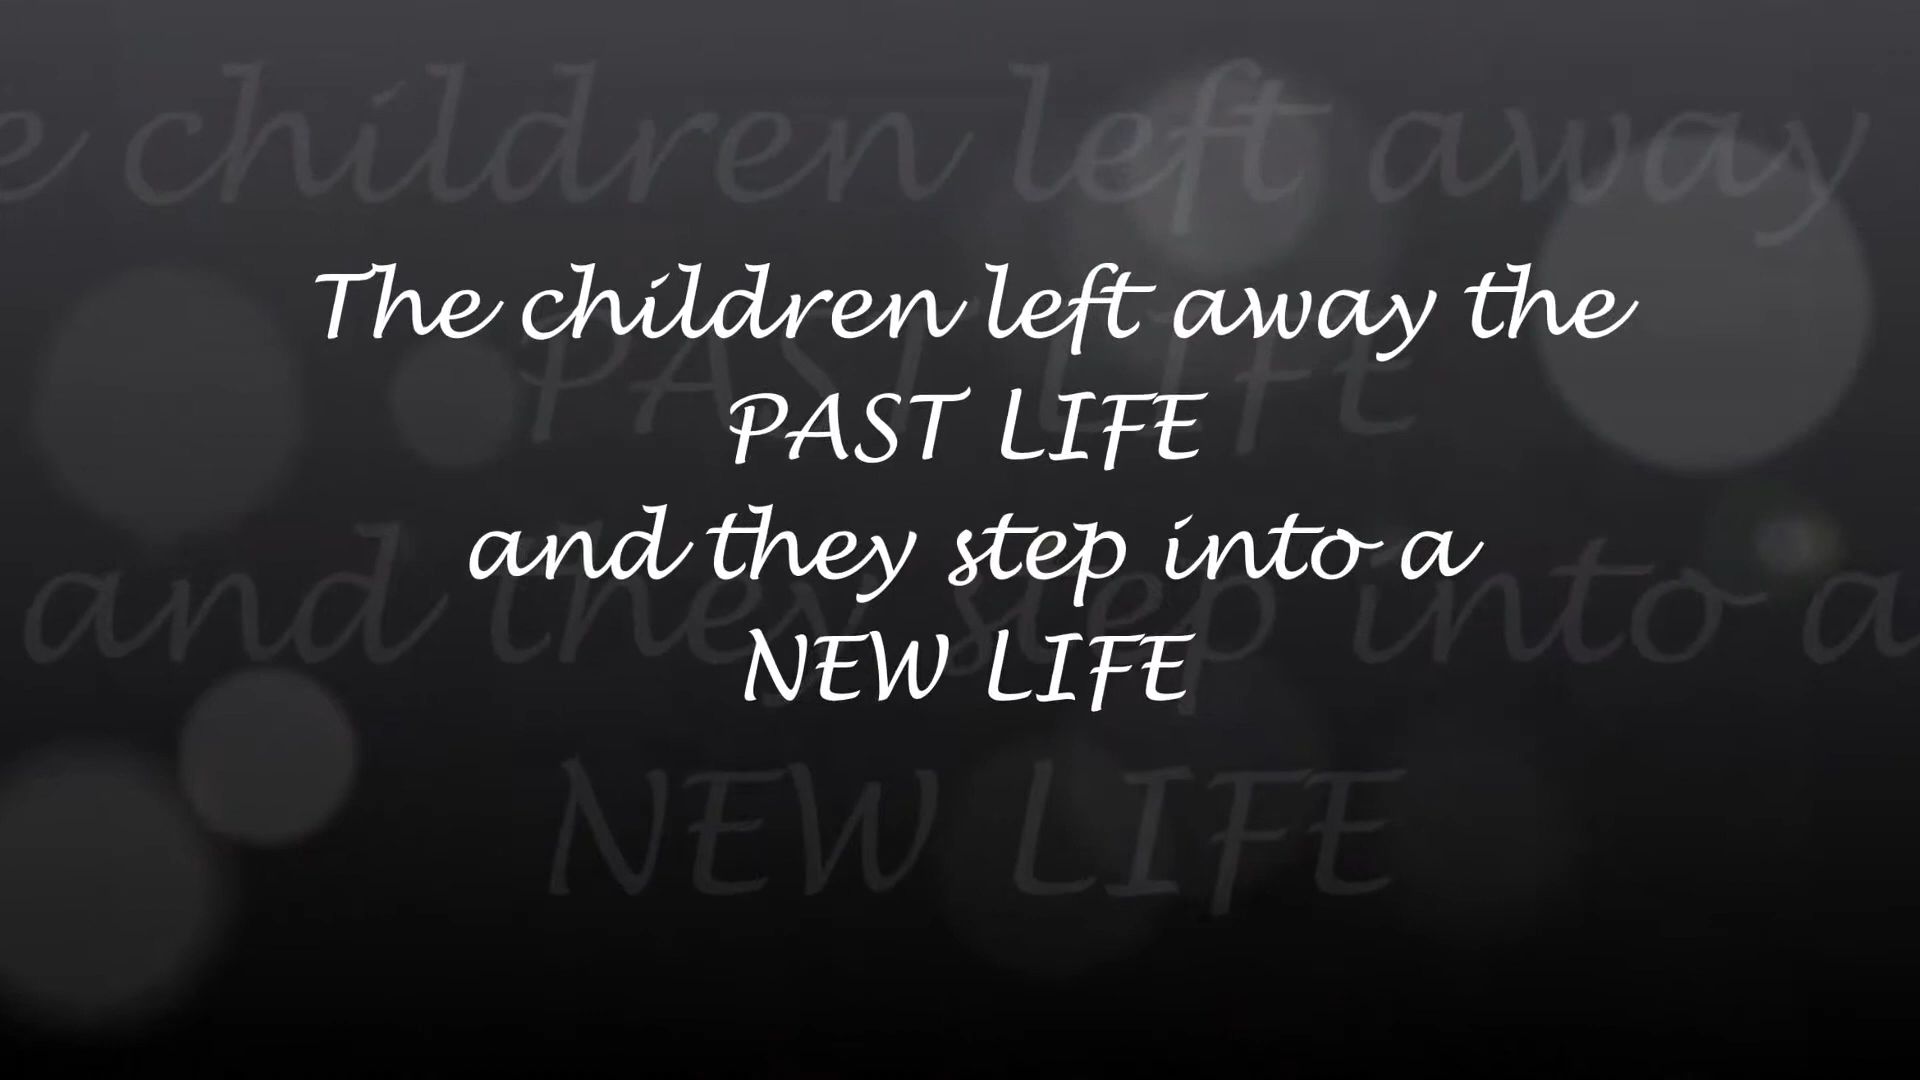 The children left away the
PAST LIFE
and they step into a
NEW LIFE